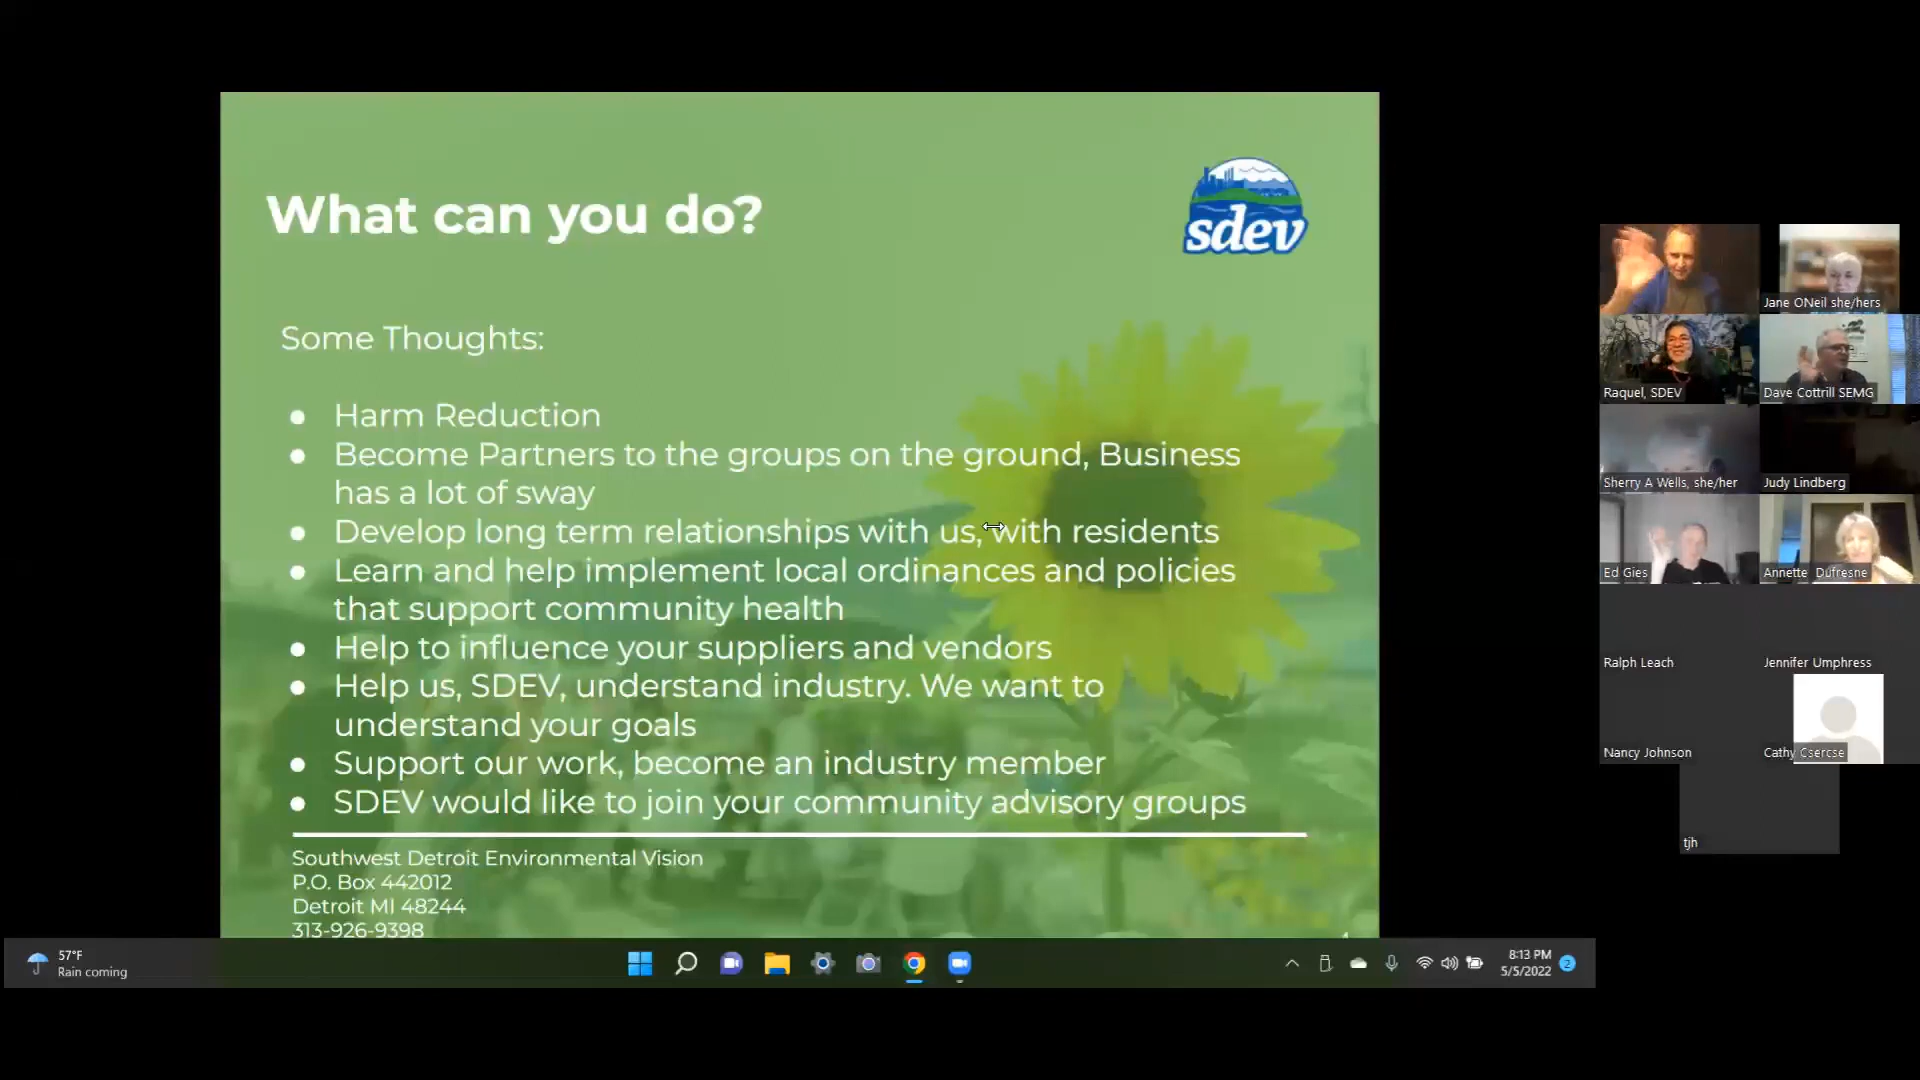 What can you do?
sdev
Some Thoughts:
● Harm Reduction
● Become Partners to the groups on the ground, Business
has a lot of sway
● Develop long term relationships with us, with residents
● Learn and help implement local ordinances and policies
that support community health
● Help to influence your suppliers and vendors
● Help us, SDEV, understand industry. We want to
understand your goals
● Support our work, become an industry member
● SDEV would like to join your community advisory groups
Southwest Detroit Environmental Vision
P.O. Box 442012
Detroit MI 48244
313-926-9398
Jane ONeil she/hers
Raquel, SDEV
Dave Cottrill SEMG
Sherry A Wells, she/her
Judy Lindberg
Ed Gies
Annette Dufresne
Ralph Leach
Jennifer Umphress
Nancy Johnson
Cathy Csercse
tjh
57°F
Rain coming
8:13 PM
5/5/2022
2